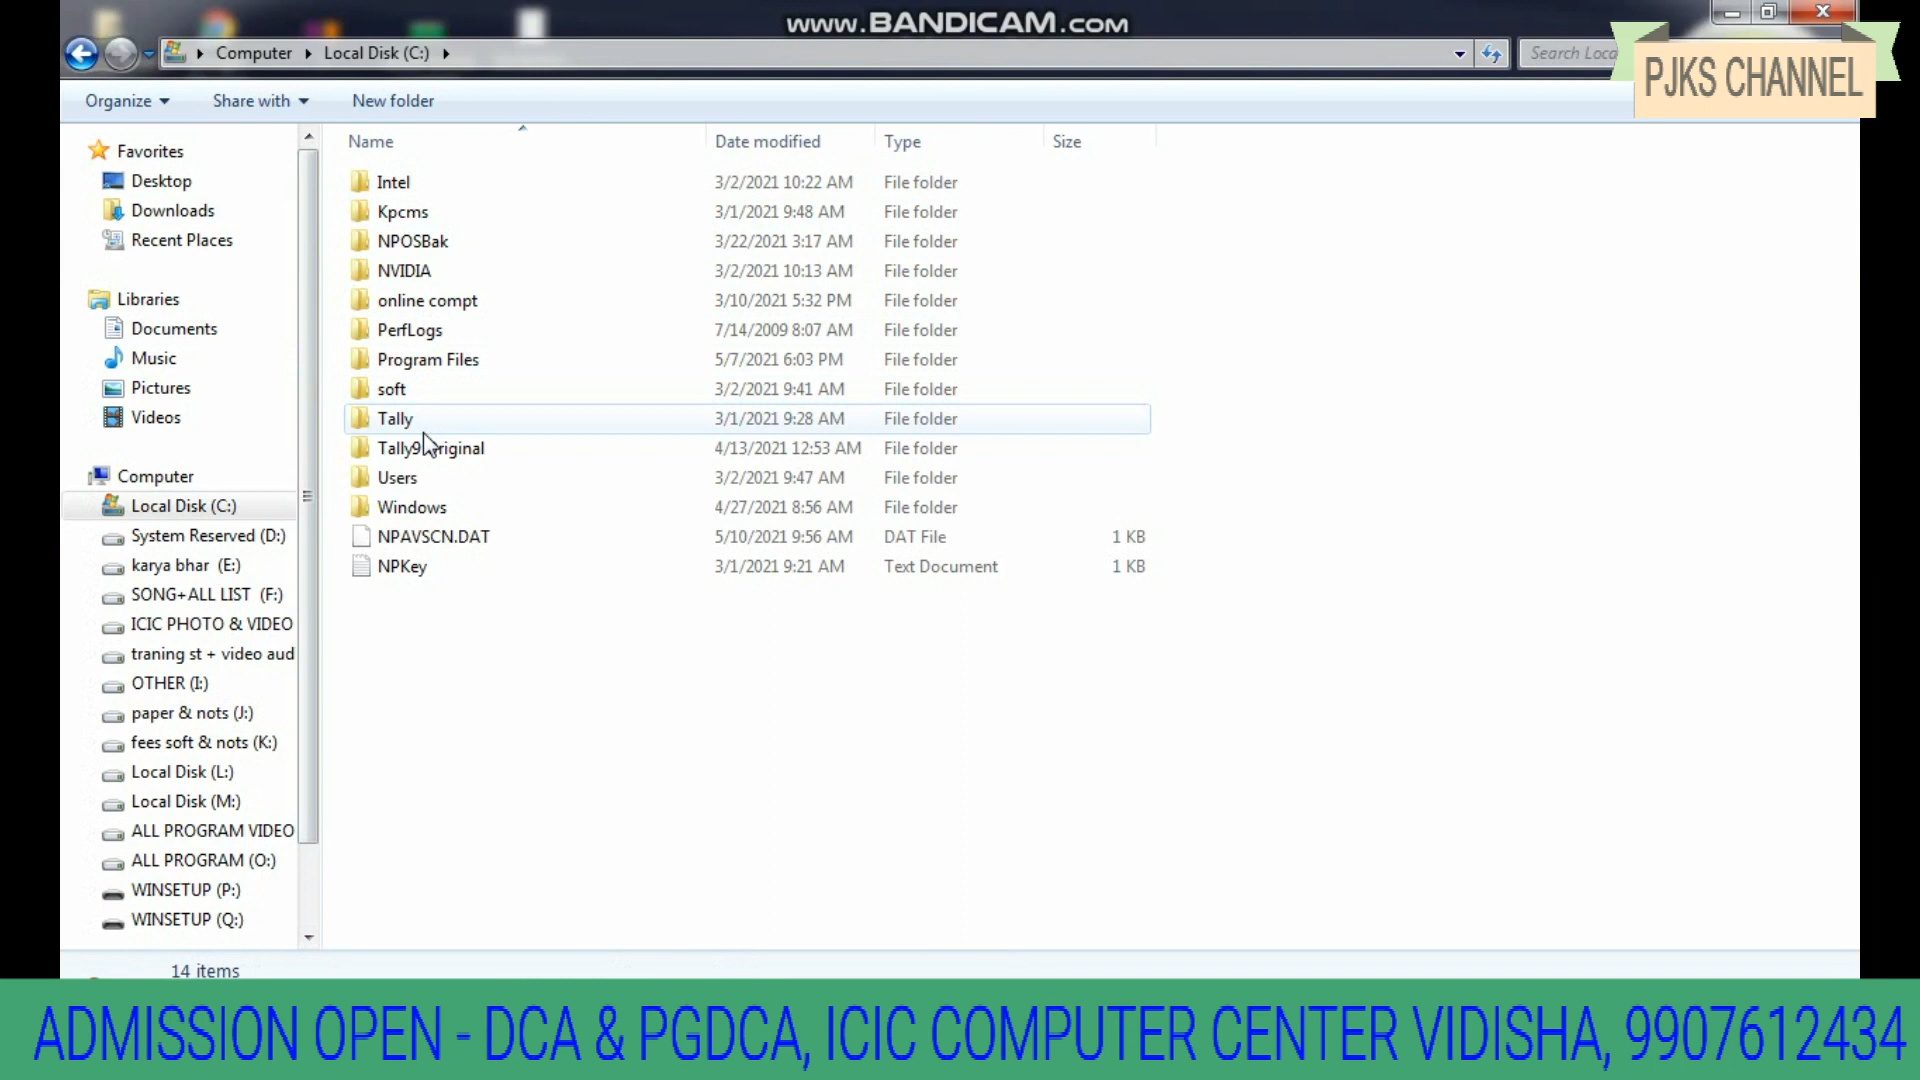 www.BANDICAM.com
Computer Local Disk (C:)
Search Loca
PJKS CHANNEL
Organize Share with New folder
Name Date modified Type Size
Favorites
Desktop
Downloads
Recent Places
Libraries
Documents
Music
Pictures
Videos
Computer
Local Disk (C:)
System Reserved (D:)
karya bhar (E:)
SONG+ALL LIST (F:)
ICIC PHOTO & VIDEO
traning st + video aud
OTHER (I:)
paper & nots (J:)
fees soft & nots (K:)
Local Disk (L:)
Local Disk (M:)
ALL PROGRAM VIDEO
ALL PROGRAM (O:)
WINSETUP (P:)
WINSETUP (Q:)
Intel 3/2/2021 10:22 AM File folder
Kpcms 3/1/2021 9:48 AM File folder
NPOSBak 3/22/2021 3:17 AM File folder
NVIDIA 3/2/2021 10:13 AM File folder
online compt 3/10/2021 5:32 PM File folder
PerfLogs 7/14/2009 8:07 AM File folder
Program Files 5/7/2021 6:03 PM File folder
soft 3/2/2021 9:41 AM File folder
Tally 3/1/2021 9:28 AM File folder
4/13/2021 12:53 AM File folder
Users 3/2/2021 9:47 AM File folder
Windows 4/27/2021 8:56 AM File folder
NPAVSCN.DAT 5/10/2021 9:56 AM DAT File 1 KB
NPKey 3/1/2021 9:21 AM Text Document 1 KB
14 items
ADMISSION OPEN - DCA & PGDCA, ICIC COMPUTER CENTER VIDISHA, 9907612434